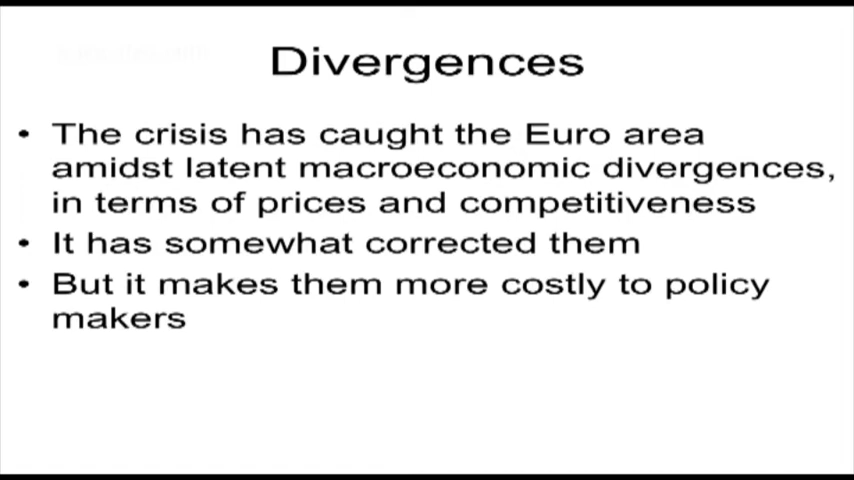 Divergences
• The crisis has caught the Euro area
amidst latent macroeconomic divergences,
in terms of prices and competitiveness
• It has somewhat corrected them
• But it makes them more costly to policy
makers